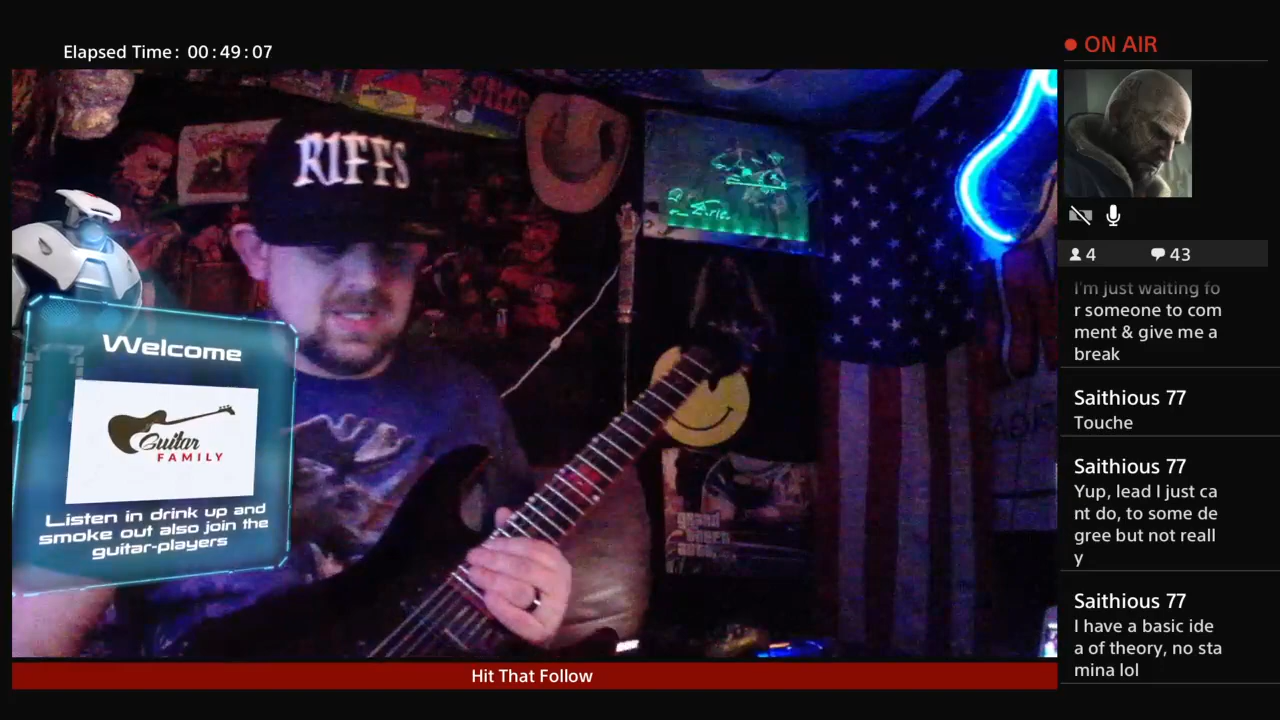 Elapsed Time: 00:49:07
ON AIR
RIFFS
4
43
I'm just waiting fo
r someone to com
ment & give me a
break
Saithious 77
Touche
Saithious 77
Yup, lead I just ca
nt do, to some de
gree but not reall
y
Saithious 77
I have a basic ide
a of theory, no sta
mina lol
Welcome
Guitar
FAMILY
Listen in drink up and
smoke out also join the
guitar-players
grand
theft
Hit That Follow